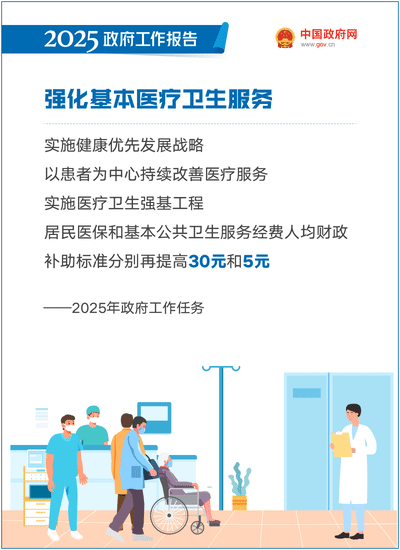 2025政府工作报告
中国政府网
www.gov.cn
强化基本医疗卫生服务
实施健康优先发展战略
以患者为中心持续改善医疗服务
实施医疗卫生强基工程
居民医保和基本公共卫生服务经费人均财政
补助标准分别再提高30元和5元
——2025年政府工作任务